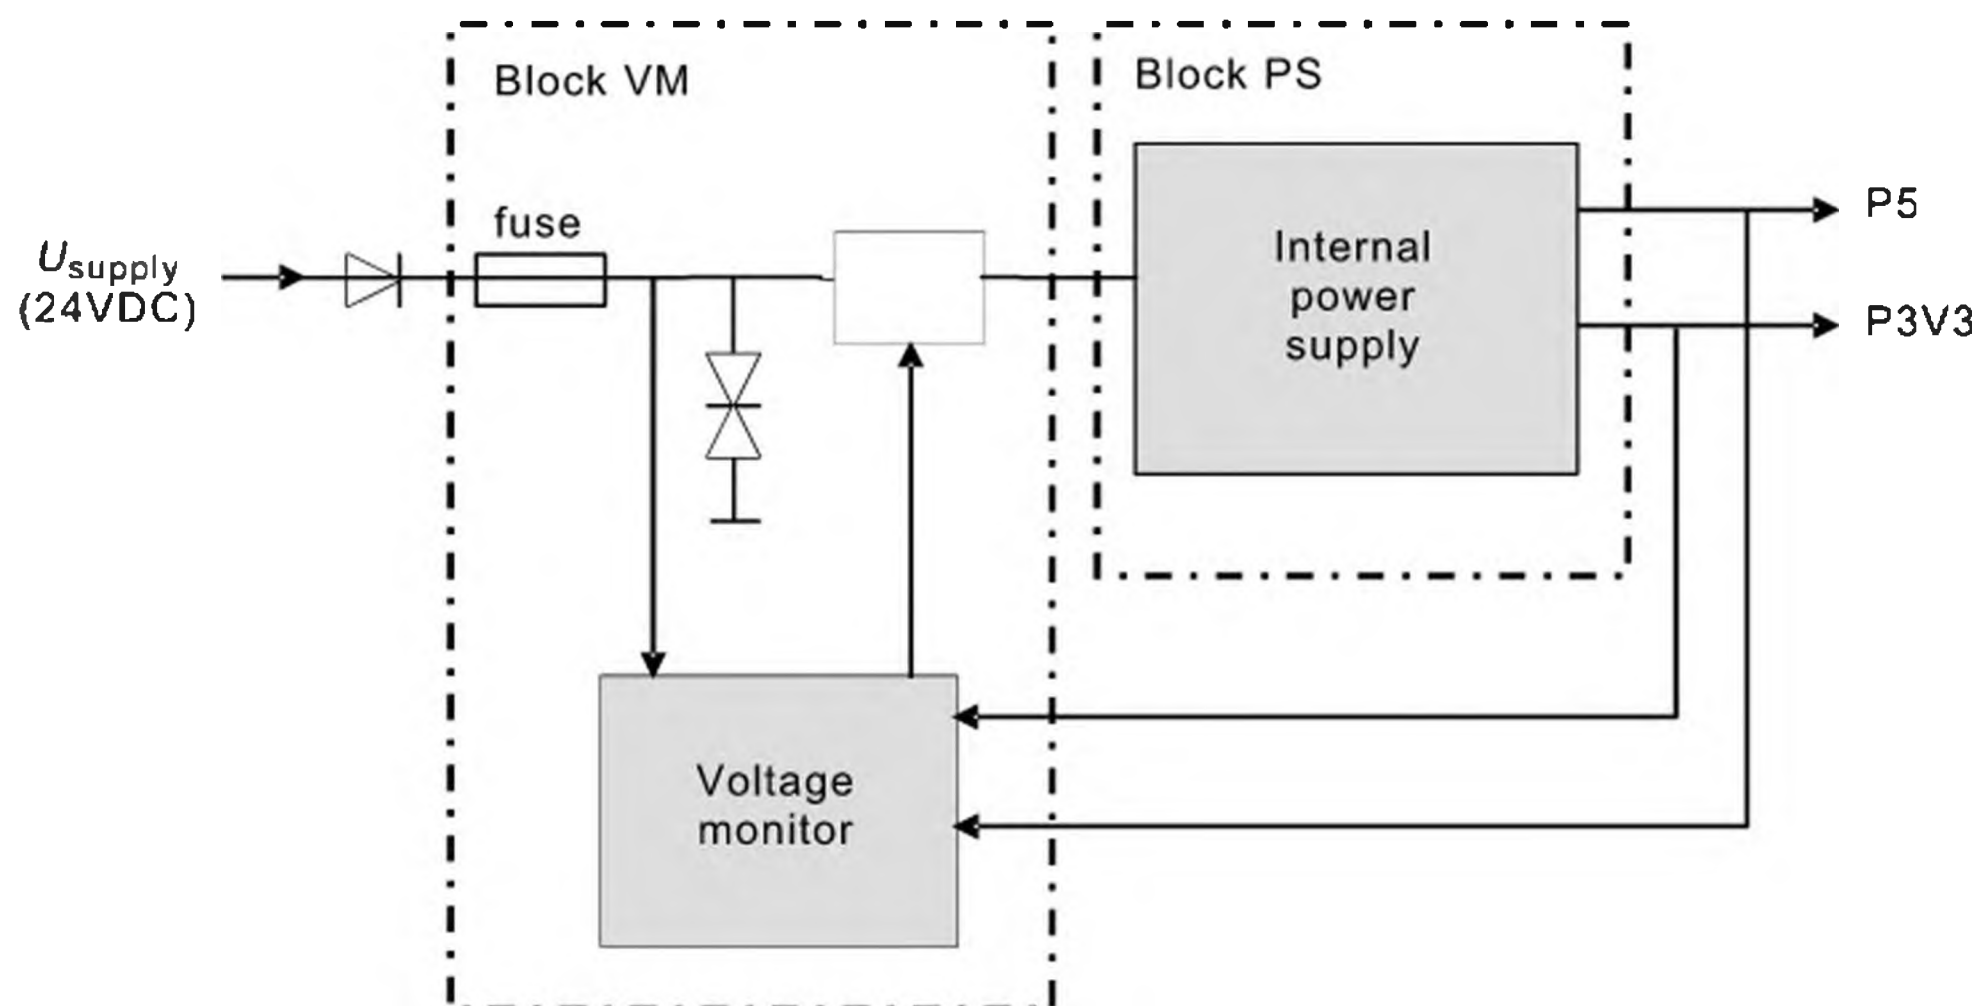 Block VM
Block PS
fuse
Usupply
(24VDC)
Internal
power
supply
P5
P3V3
Voltage
monitor